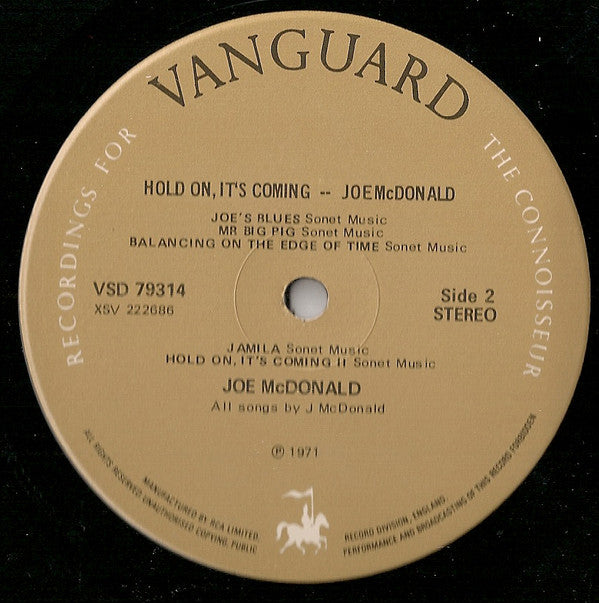 VANGUARD
RECORDINGS FOR
THE CONNOISSEUR
HOLD ON, IT'S COMING -- JOE McDONALD
JOE'S BLUES Sonet Music
MR BIG PIG Sonet Music
BALANCING ON THE EDGE OF TIME Sonet Music
VSD 79314
XSV 222686
Side 2
STEREO
JAMILA Sonet Music
HOLD ON, IT'S COMING II Sonet Music
JOE McDONALD
All songs by J McDonald
℗ 1971
MANUFACTURED BY RCA LIMITED, RECORD DIVISION, ENGLAND.
ALL RIGHTS RESERVED UNAUTHORISED COPYING, PUBLIC PERFORMANCE AND BROADCASTING OF THIS RECORD FORBIDDEN